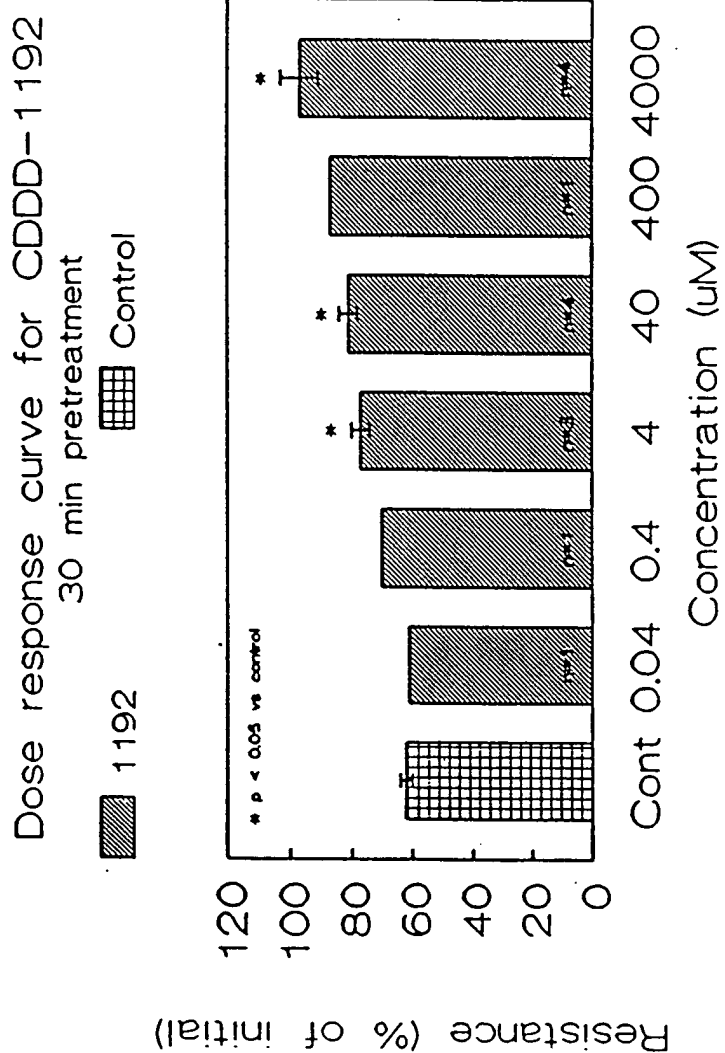 Dose response curve for CDDD-1192
30 min pretreatment
1192
Control
Resistance (% of initial)
120
100
80
60
40
20
0
* p < 0.05 vs control
*
*
*
n=1
n=1
n=3
n=4
n=1
n=4
Cont 0.04 0.4 4 40 400 4000
Concentration (uM)